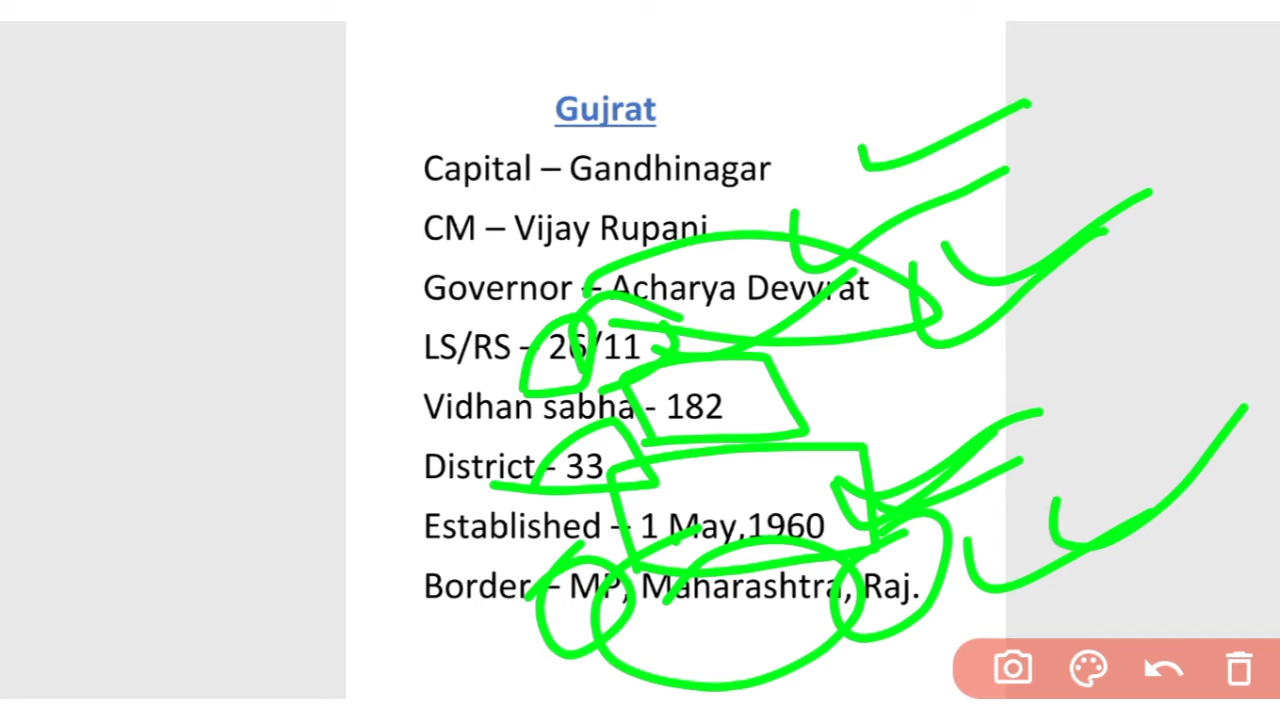 Gujrat
Capital – Gandhinagar
CM – Vijay Rupani
Governor – Acharya Devvrat
LS/RS – 26/11
Vidhan sabha - 182
District - 33
Established – 1 May,1960
Border – MP, Maharashtra, Raj.